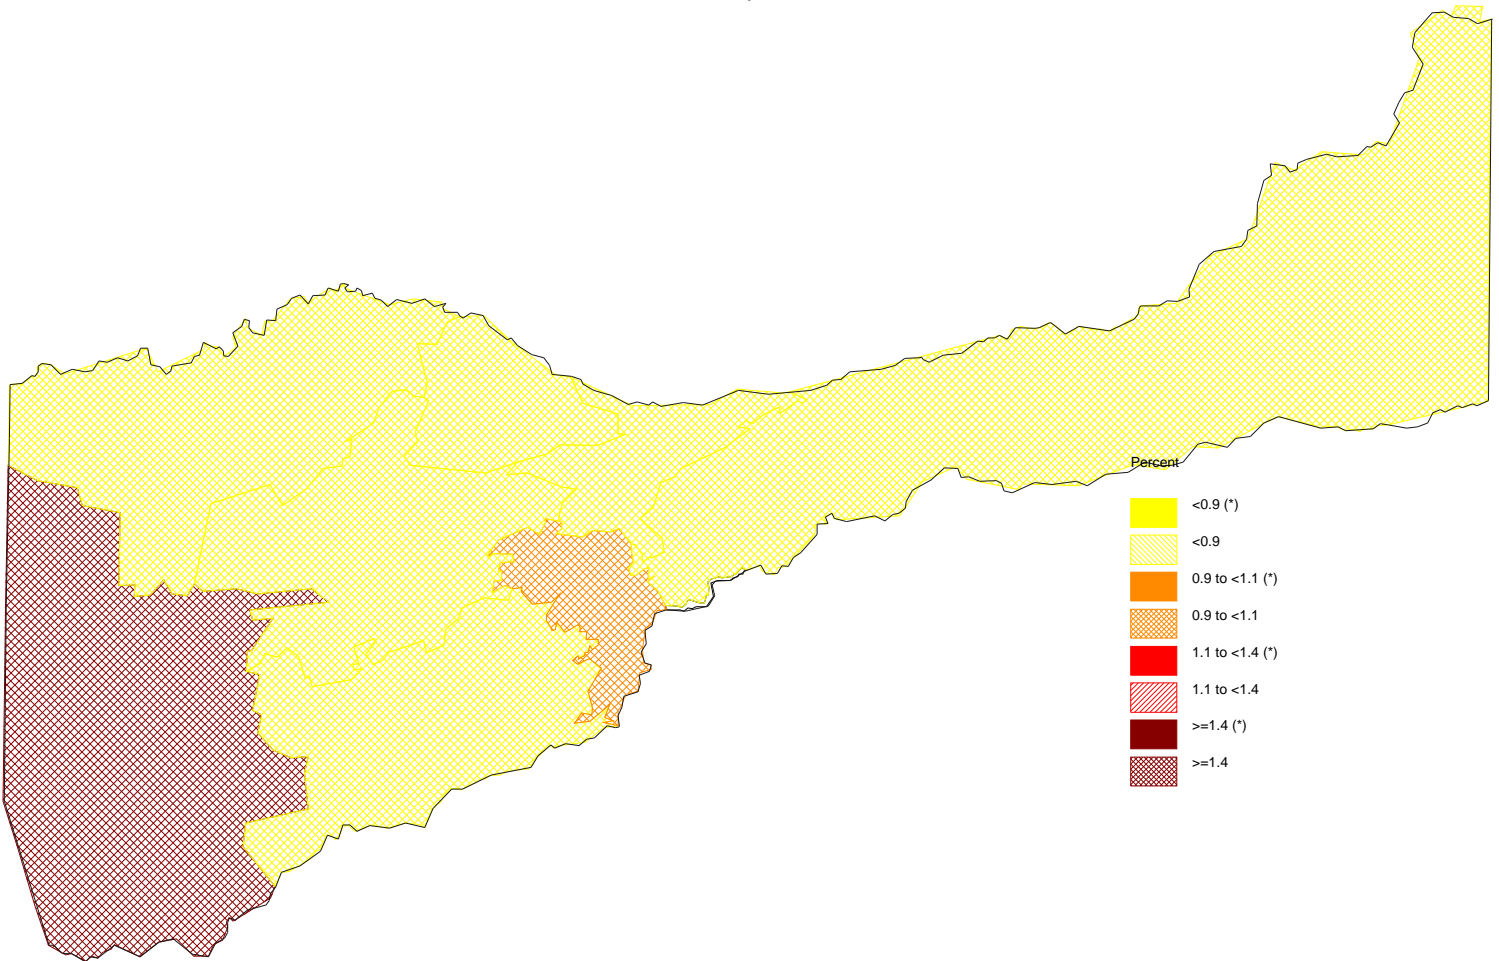 Percent
<0.9 (*)
<0.9
0.9 to <1.1 (*)
0.9 to <1.1
1.1 to <1.4 (*)
1.1 to <1.4
>=1.4 (*)
>=1.4